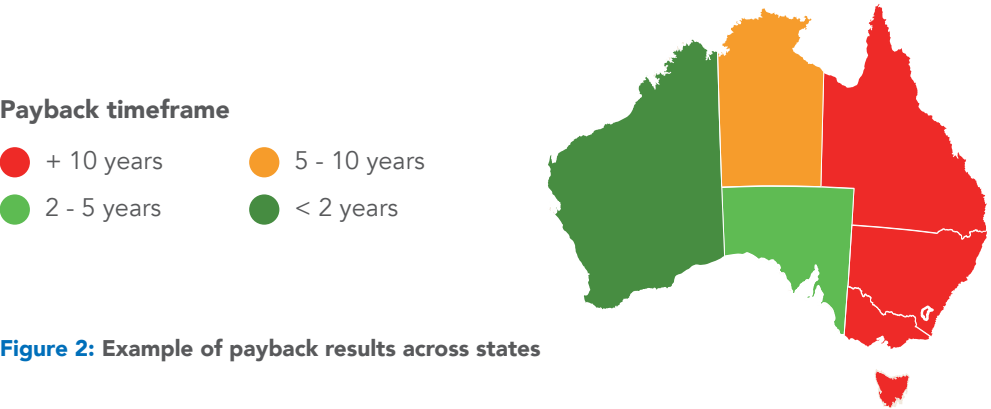 Payback timeframe
+ 10 years
5 - 10 years
2 - 5 years
< 2 years
Figure 2: Example of payback results across states